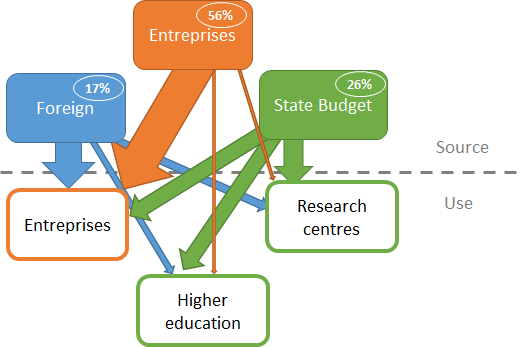 56%
Entreprises
17%
Foreign
26%
State Budget
Source
Use
Entreprises
Research
centres
Higher
education